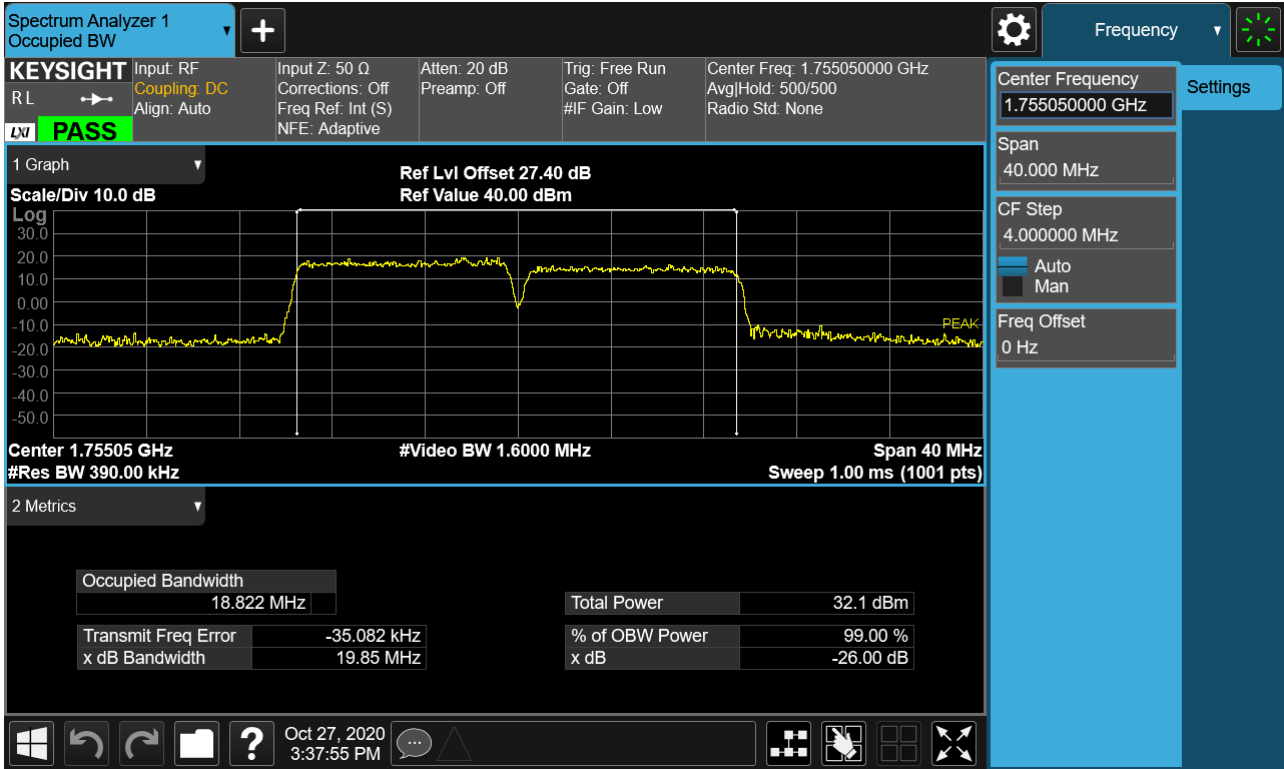 Spectrum Analyzer 1
Occupied BW
Frequency
KEYSIGHT
R L
LXI
PASS
Input: RF
Coupling: DC
Align: Auto
Input Z: 50 Ω
Corrections: Off
Freq Ref: Int (S)
NFE: Adaptive
Atten: 20 dB
Preamp: Off
Trig: Free Run
Gate: Off
#IF Gain: Low
Center Freq: 1.755050000 GHz
Avg|Hold: 500/500
Radio Std: None
Center Frequency
1.755050000 GHz
Settings
Span
40.000 MHz
CF Step
4.000000 MHz
Auto
Man
Freq Offset
0 Hz
1 Graph
Ref Lvl Offset 27.40 dB
Scale/Div 10.0 dB
Ref Value 40.00 dBm
Log
30.0
20.0
10.0
0.00
-10.0
-20.0
-30.0
-40.0
-50.0
PEAK
Center 1.75505 GHz
#Video BW 1.6000 MHz
Span 40 MHz
#Res BW 390.00 kHz
Sweep 1.00 ms (1001 pts)
2 Metrics
Occupied Bandwidth
18.822 MHz
Total Power 32.1 dBm
Transmit Freq Error -35.082 kHz
% of OBW Power 99.00 %
x dB Bandwidth 19.85 MHz
x dB -26.00 dB
Oct 27, 2020
3:37:55 PM